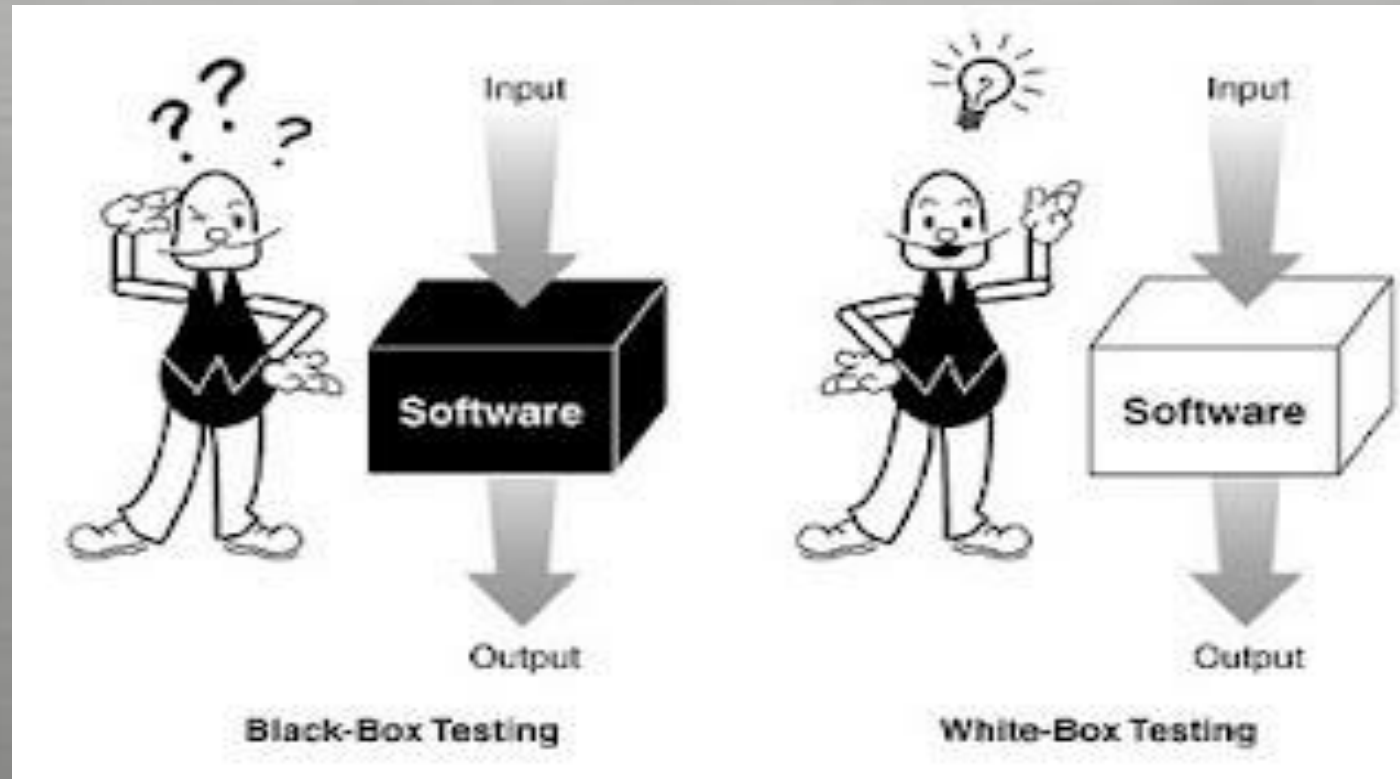 ? ? ?
Input
Software
Output
Black-Box Testing
?
Input
Software
Output
White-Box Testing